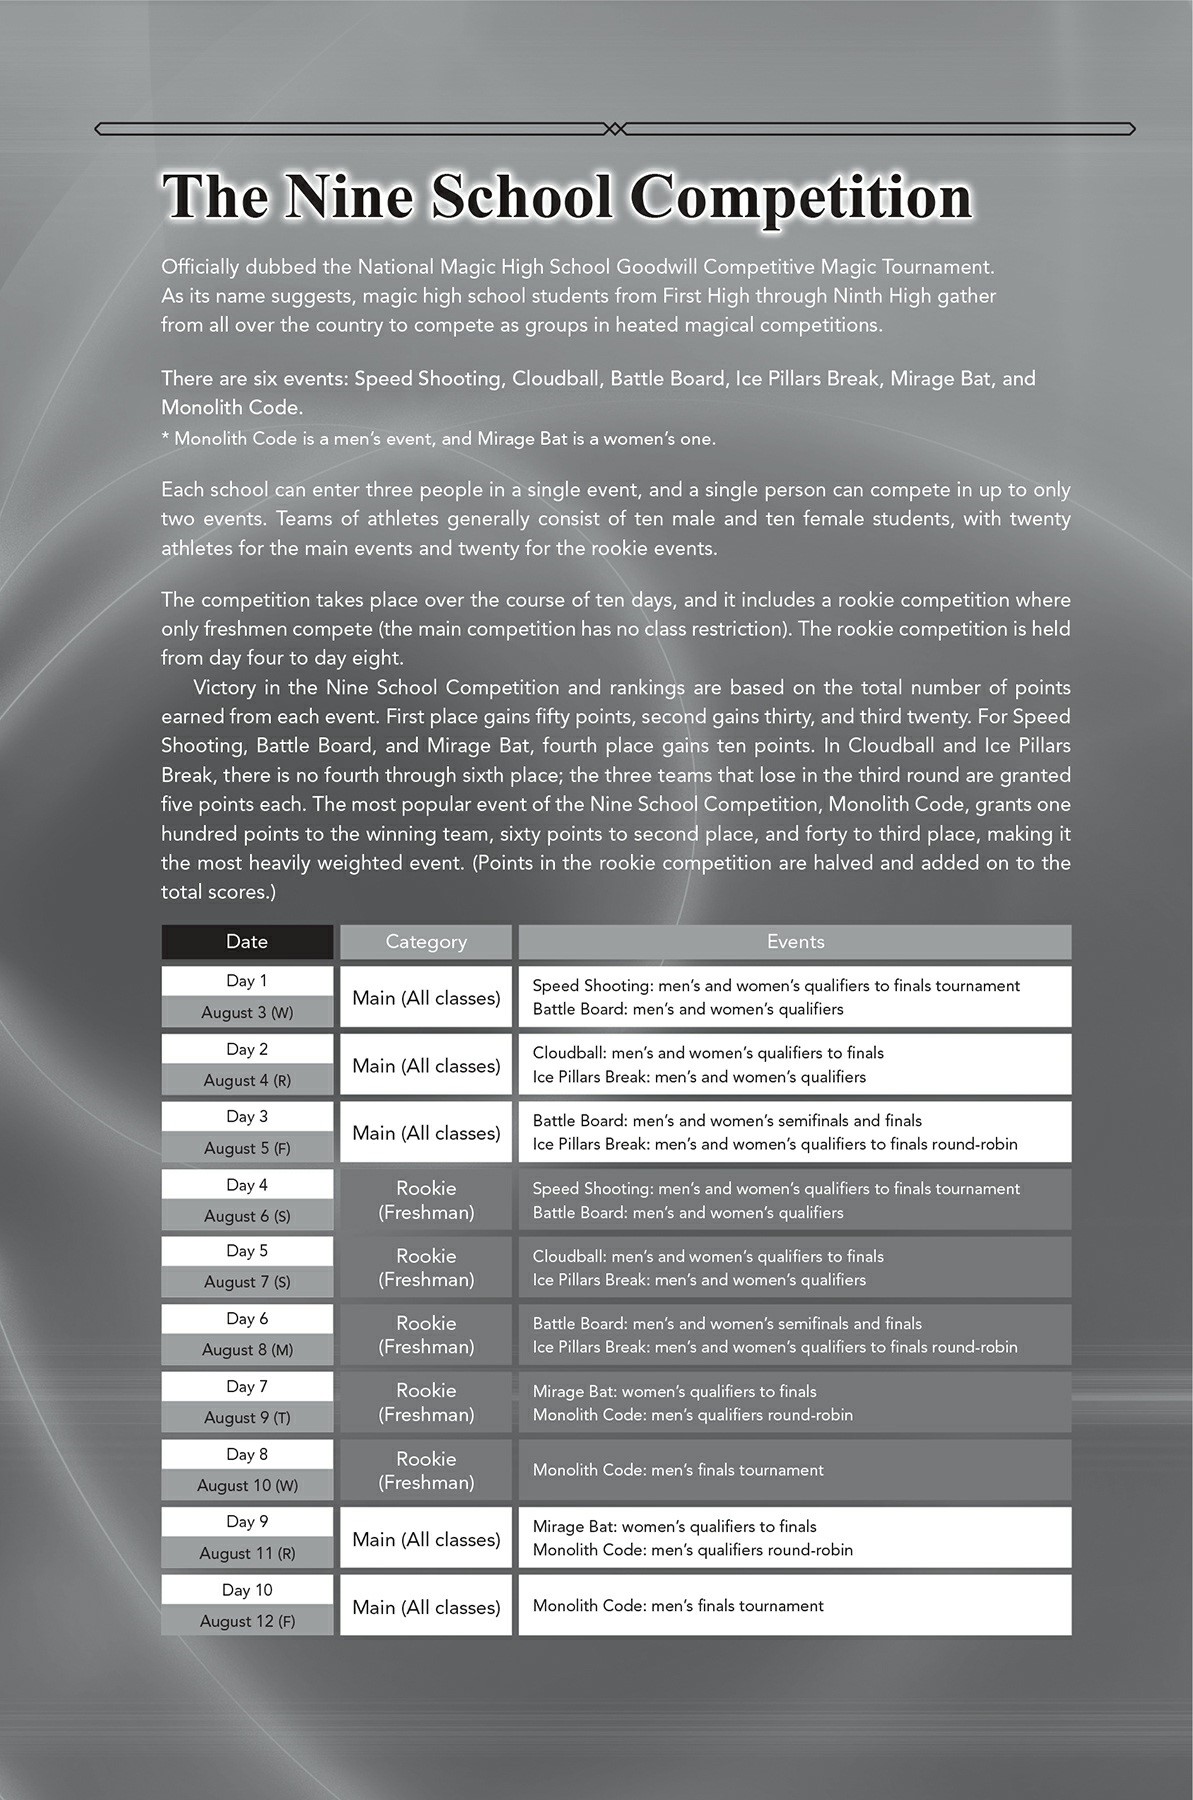 The Nine School Competition
Officially dubbed the National Magic High School Goodwill Competitive Magic Tournament.
As its name suggests, magic high school students from First High through Ninth High gather
from all over the country to compete as groups in heated magical competitions.
There are six events: Speed Shooting, Cloudball, Battle Board, Ice Pillars Break, Mirage Bat, and
Monolith Code.
* Monolith Code is a men's event, and Mirage Bat is a women's one.
Each school can enter three people in a single event, and a single person can compete in up to only
two events. Teams of athletes generally consist of ten male and ten female students, with twenty
athletes for the main events and twenty for the rookie events.
The competition takes place over the course of ten days, and it includes a rookie competition where
only freshmen compete (the main competition has no class restriction). The rookie competition is held
from day four to day eight.
Victory in the Nine School Competition and rankings are based on the total number of points
earned from each event. First place gains fifty points, second gains thirty, and third twenty. For Speed
Shooting, Battle Board, and Mirage Bat, fourth place gains ten points. In Cloudball and Ice Pillars
Break, there is no fourth through sixth place; the three teams that lose in the third round are granted
five points each. The most popular event of the Nine School Competition, Monolith Code, grants one
hundred points to the winning team, sixty points to second place, and forty to third place, making it
the most heavily weighted event. (Points in the rookie competition are halved and added on to the
total scores.)
Date Category Events
Day 1
August 3 (W)
Main (All classes)
Speed Shooting: men's and women's qualifiers to finals tournament
Battle Board: men's and women's qualifiers
Day 2
August 4 (R)
Main (All classes)
Cloudball: men's and women's qualifiers to finals
Ice Pillars Break: men's and women's qualifiers
Day 3
August 5 (F)
Main (All classes)
Battle Board: men's and women's semifinals and finals
Ice Pillars Break: men's and women's qualifiers to finals round-robin
Day 4
August 6 (S)
Rookie
(Freshman)
Speed Shooting: men's and women's qualifiers to finals tournament
Battle Board: men's and women's qualifiers
Day 5
August 7 (S)
Rookie
(Freshman)
Cloudball: men's and women's qualifiers to finals
Ice Pillars Break: men's and women's qualifiers
Day 6
August 8 (M)
Rookie
(Freshman)
Battle Board: men's and women's semifinals and finals
Ice Pillars Break: men's and women's qualifiers to finals round-robin
Day 7
August 9 (T)
Rookie
(Freshman)
Mirage Bat: women's qualifiers to finals
Monolith Code: men's qualifiers round-robin
Day 8
August 10 (W)
Rookie
(Freshman)
Monolith Code: men's finals tournament
Day 9
August 11 (R)
Main (All classes)
Mirage Bat: women's qualifiers to finals
Monolith Code: men's qualifiers round-robin
Day 10
August 12 (F)
Main (All classes)
Monolith Code: men's finals tournament